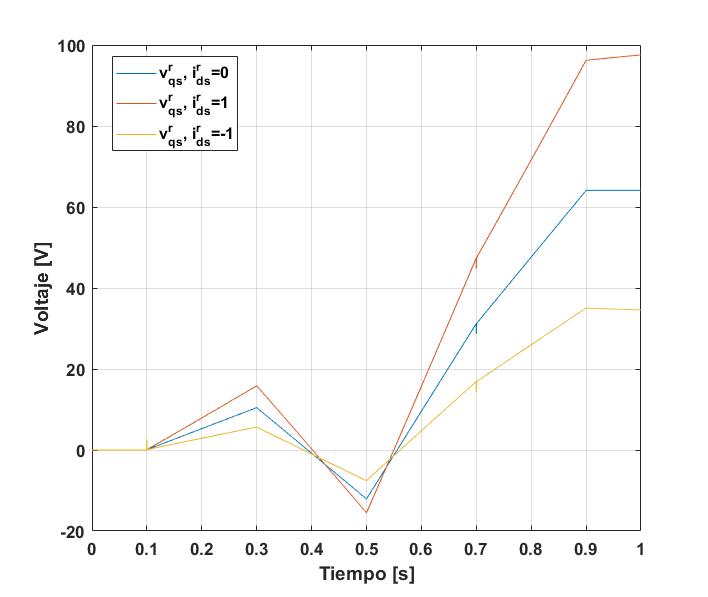 100
80
60
40
20
0
-20
0 0.1 0.2 0.3 0.4 0.5 0.6 0.7 0.8 0.9 1
Voltaje [V]
Tiempo [s]
v^r_qs, i^r_ds=0
v^r_qs, i^r_ds=1
v^r_qs, i^r_ds=-1